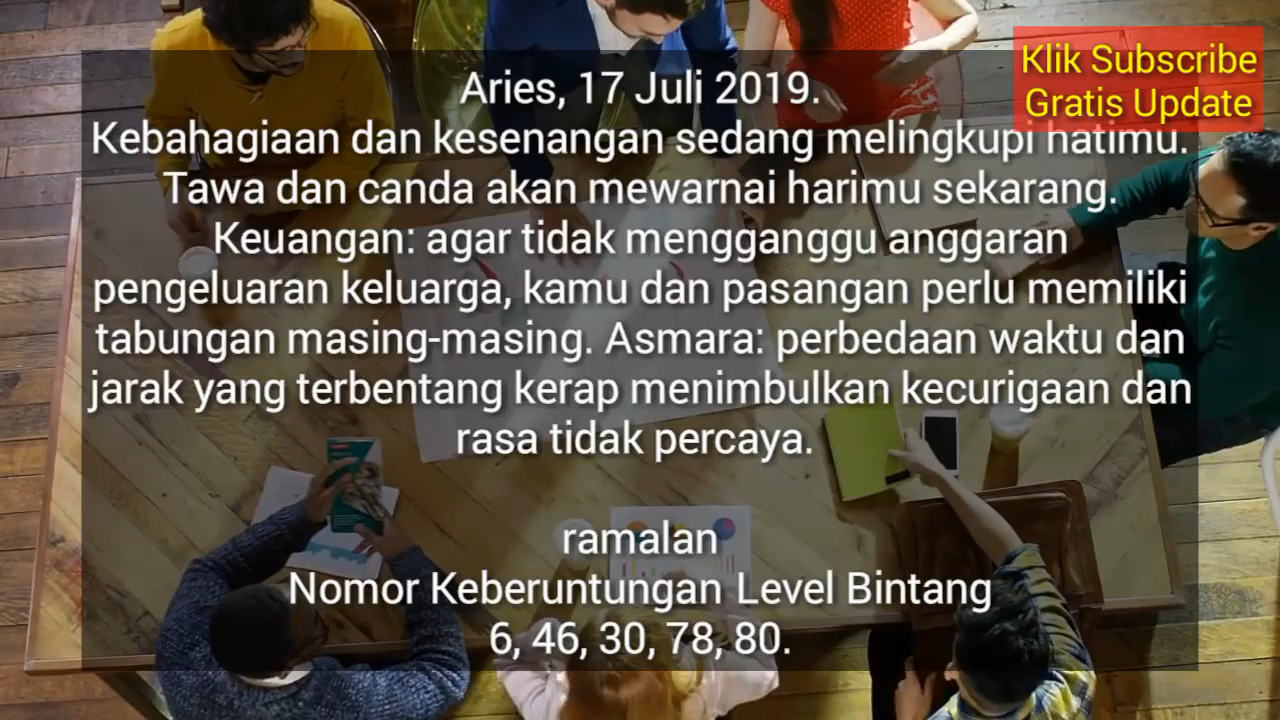 Klik Subscribe
Gratis Update
Aries, 17 Juli 2019.
Kebahagiaan dan kesenangan sedang melingkupi hatimu.
Tawa dan canda akan mewarnai harimu sekarang.
Keuangan: agar tidak mengganggu anggaran
pengeluaran keluarga, kamu dan pasangan perlu memiliki
tabungan masing-masing. Asmara: perbedaan waktu dan
jarak yang terbentang kerap menimbulkan kecurigaan dan
rasa tidak percaya.
ramalan
Nomor Keberuntungan Level Bintang
6, 46, 30, 78, 80.